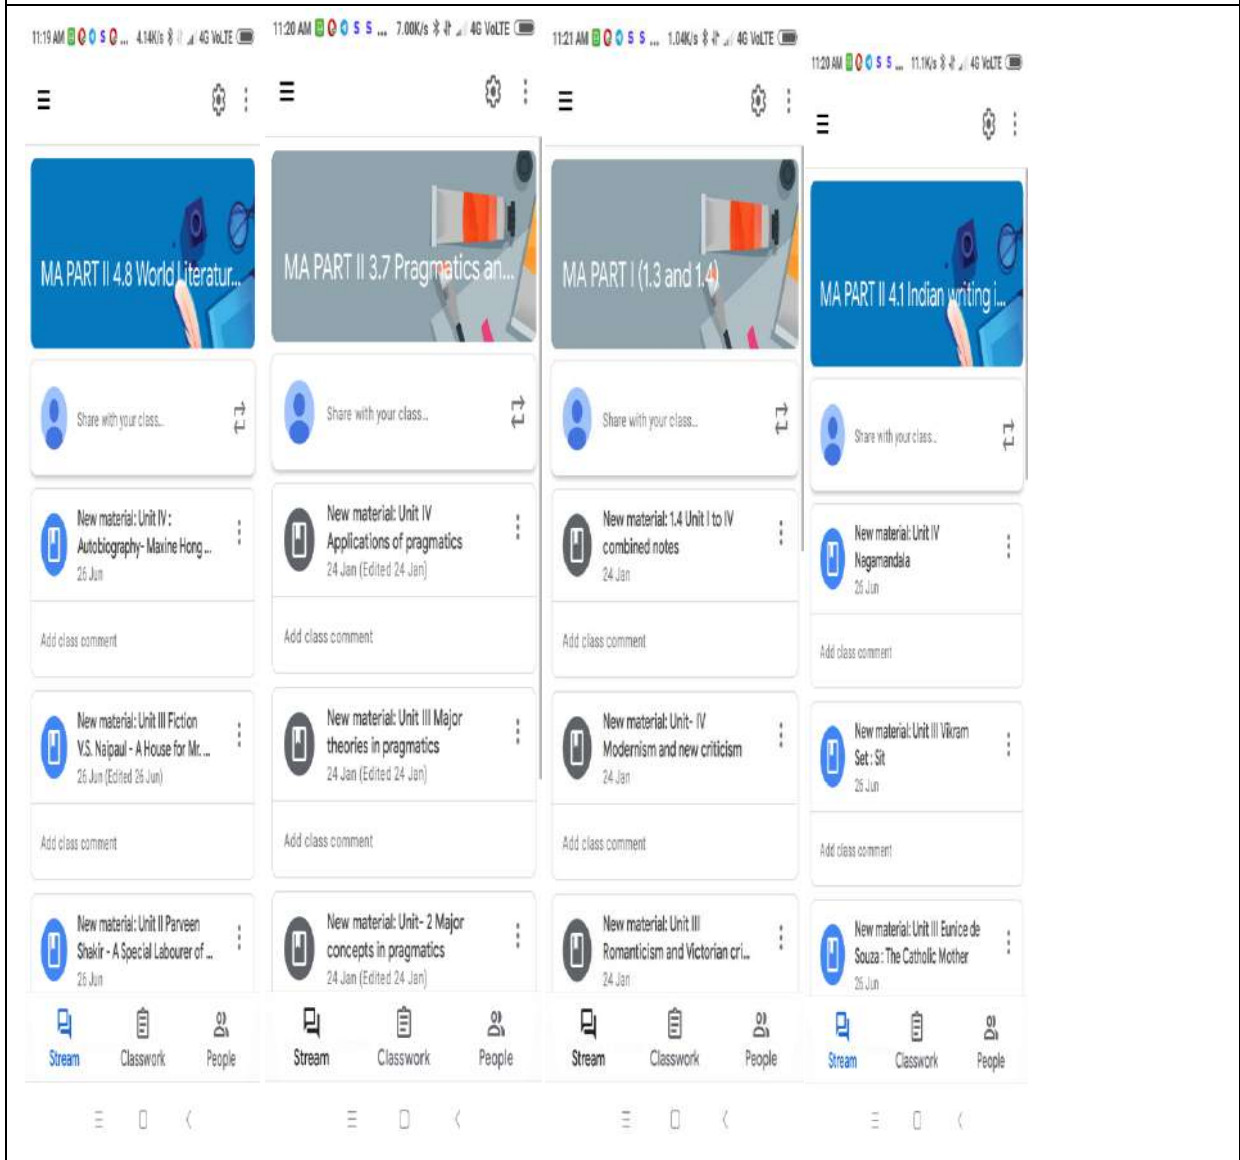 11:19 AM S ... 4.14K/s 4G VoLTE
MA PART II 4.8 World Literatur...
Share with your class...
New material: Unit IV :
Autobiography- Maxine Hong ...
26 Jun
Add class comment
New material: Unit III Fiction
V.S. Naipaul - A House for Mr. ...
26 Jun (Edited 26 Jun)
Add class comment
New material: Unit II Parveen
Shakir - A Special Labourer of ...
26 Jun
Stream Classwork People
11:20 AM S S ... 7.00K/s 4G VoLTE
MA PART II 3.7 Pragmatics an...
Share with your class...
New material: Unit IV
Applications of pragmatics
24 Jan (Edited 24 Jan)
Add class comment
New material: Unit III Major
theories in pragmatics
24 Jan (Edited 24 Jan)
Add class comment
New material: Unit- 2 Major
concepts in pragmatics
24 Jan (Edited 24 Jan)
Stream Classwork People
11:21 AM S S ... 1.04K/s 4G VoLTE
MA PART I (1.3 and 1.4)
Share with your class...
New material: 1.4 Unit I to IV
combined notes
24 Jan
Add class comment
New material: Unit- IV
Modernism and new criticism
24 Jan
Add class comment
New material: Unit III
Romanticism and Victorian cri...
24 Jan
Stream Classwork People
11:20 AM S S ... 11.1K/s 4G VoLTE
MA PART II 4.1 Indian writing i...
Share with your class...
New material: Unit IV
Nagamandala
26 Jun
Add class comment
New material: Unit III Vikram
Set : Sit
26 Jun
Add class comment
New material: Unit III Eunice de
Souza : The Catholic Mother
26 Jun
Stream Classwork People